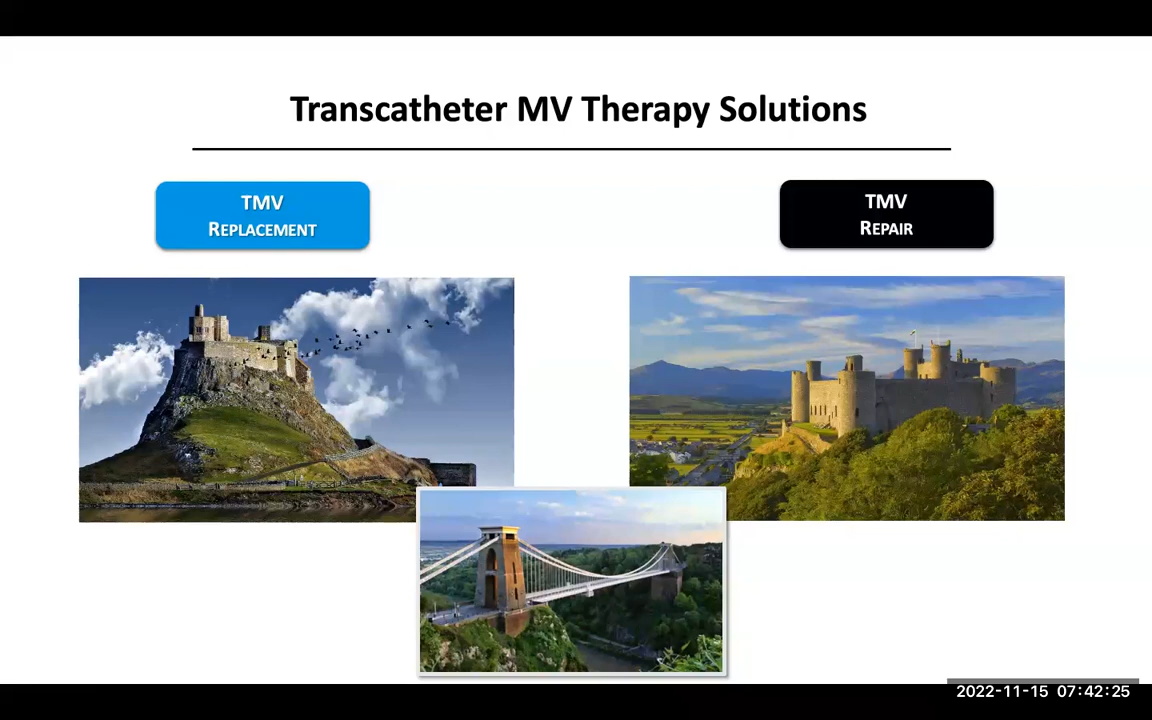 Transcatheter MV Therapy Solutions
TMV
REPLACEMENT
TMV
REPAIR
2022-11-15 07:42:25